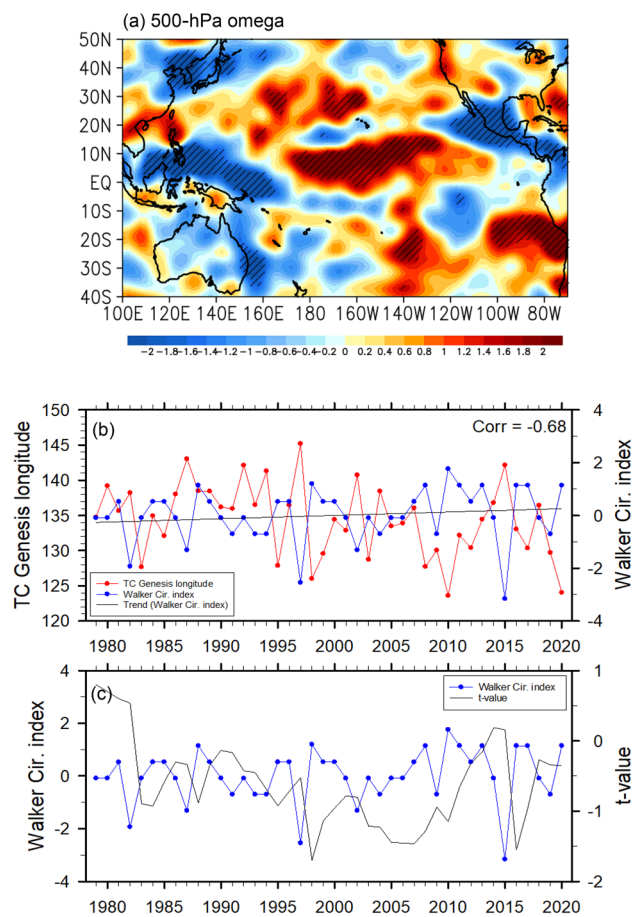 (a) 500-hPa omega
50N
40N
30N
20N
10N
EQ
10S
20S
30S
40S
100E 120E 140E 160E 180 160W 140W 120W 100W 80W
-2 -1.8 -1.6 -1.4 -1.2 -1 -0.8 -0.6 -0.4 -0.2 0 0.2 0.4 0.6 0.8 1 1.2 1.4 1.6 1.8 2
(b)
Corr = -0.68
TC Genesis longitude
150
145
140
135
130
125
120
Walker Cir. index
4
2
0
-2
-4
TC Genesis longitude
Walker Cir. index
Trend (Walker Cir. index)
1980 1985 1990 1995 2000 2005 2010 2015 2020
(c)
Walker Cir. index
4
2
0
-2
-4
t-value
1
0
-1
-2
Walker Cir. index
t-value
1980 1985 1990 1995 2000 2005 2010 2015 2020